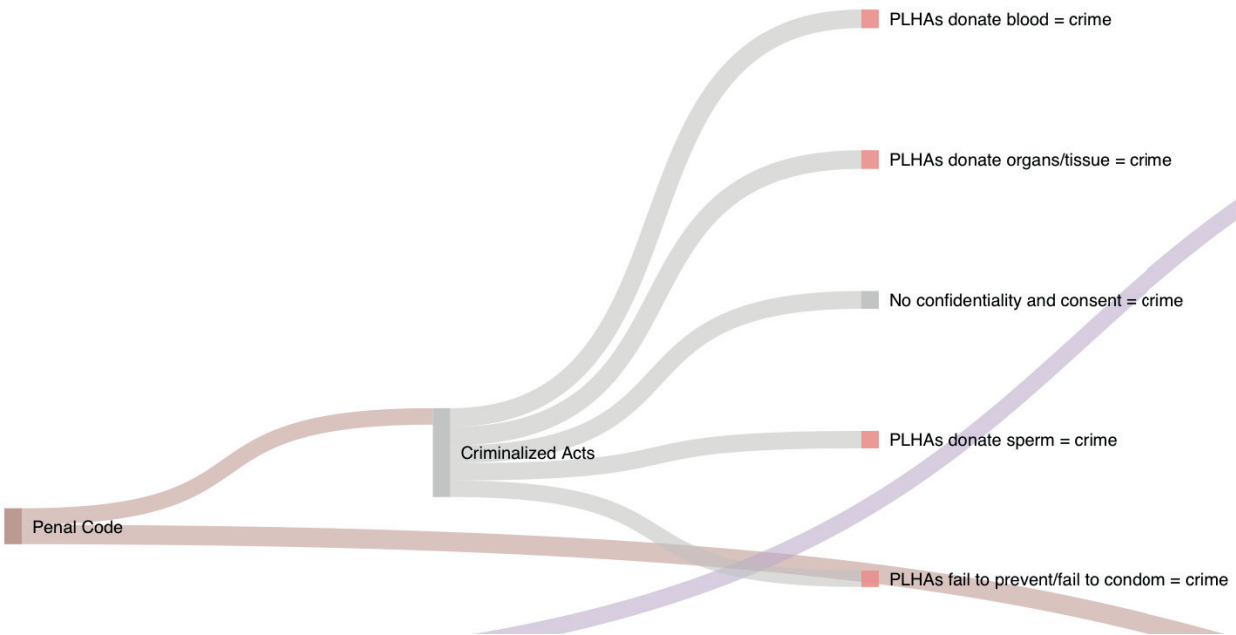 PLHAs donate blood = crime
PLHAs donate organs/tissue = crime
No confidentiality and consent = crime
PLHAs donate sperm = crime
Criminalized Acts
Penal Code
PLHAs fail to prevent/fail to condom = crime